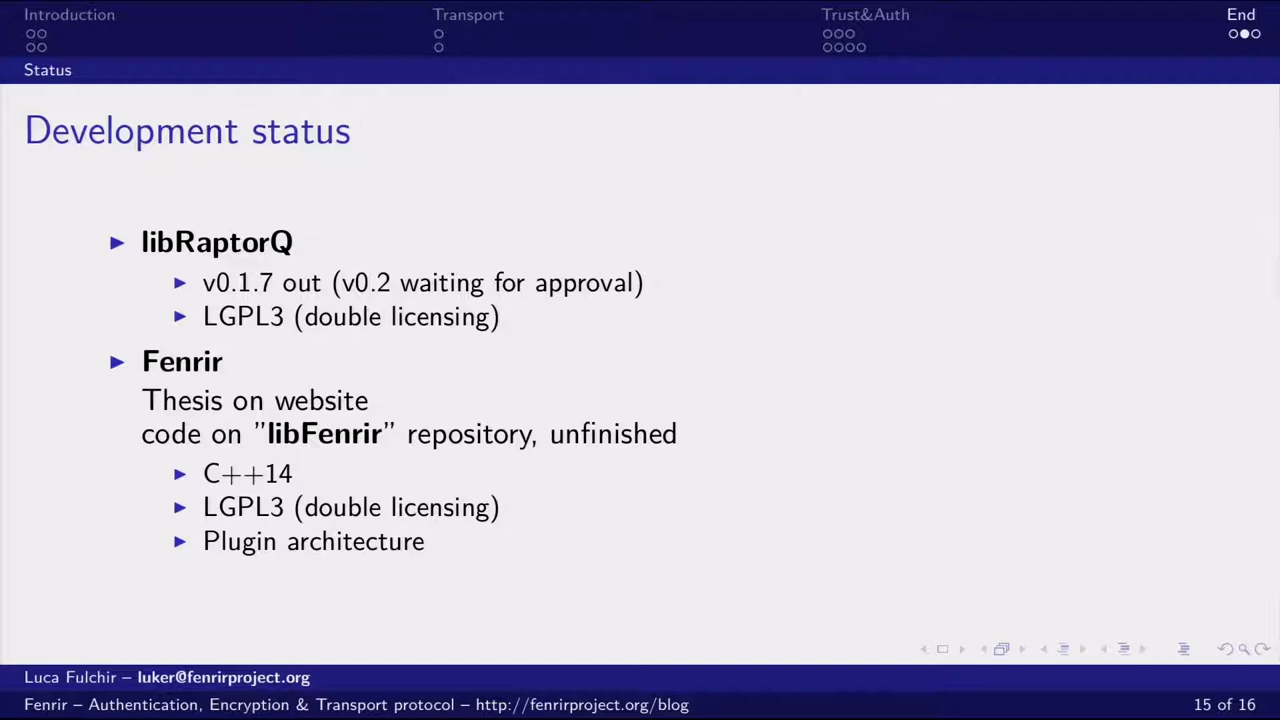 Introduction
Transport
Trust&Auth
End
Status
Development status
libRaptorQ
v0.1.7 out (v0.2 waiting for approval)
LGPL3 (double licensing)
Fenrir
Thesis on website
code on "libFenrir" repository, unfinished
C++14
LGPL3 (double licensing)
Plugin architecture
Luca Fulchir – luker@fenrirproject.org
Fenrir – Authentication, Encryption & Transport protocol – http://fenrirproject.org/blog
15 of 16